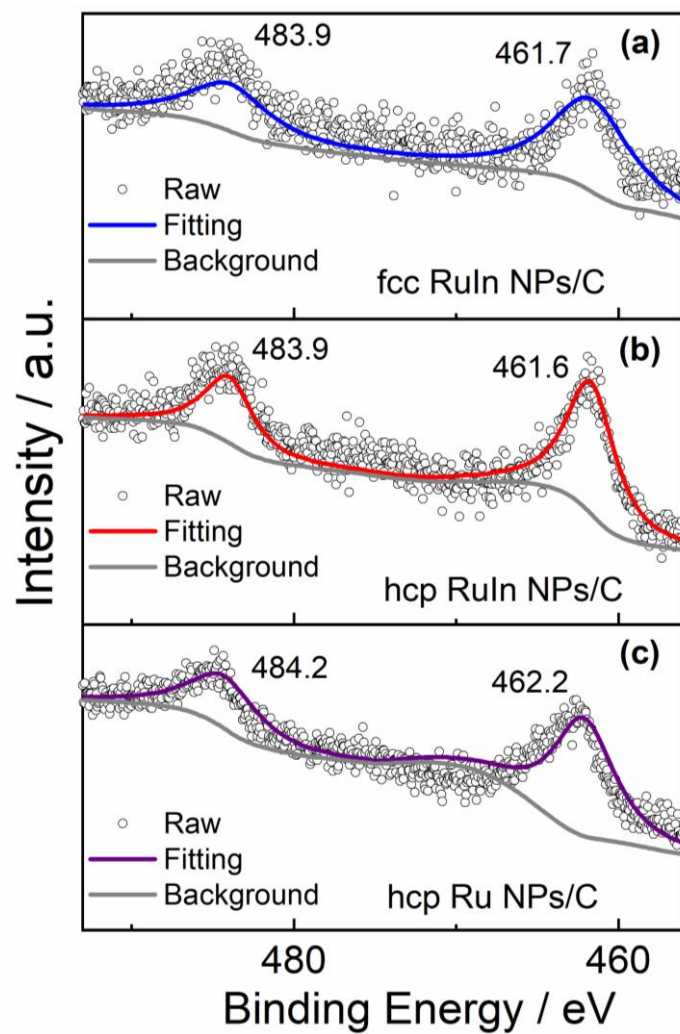 Intensity / a.u.
(a)
483.9
461.7
Raw
Fitting
Background
fcc RuIn NPs/C
(b)
483.9
461.6
Raw
Fitting
Background
hcp RuIn NPs/C
(c)
484.2
462.2
Raw
Fitting
Background
hcp Ru NPs/C
480
460
Binding Energy / eV